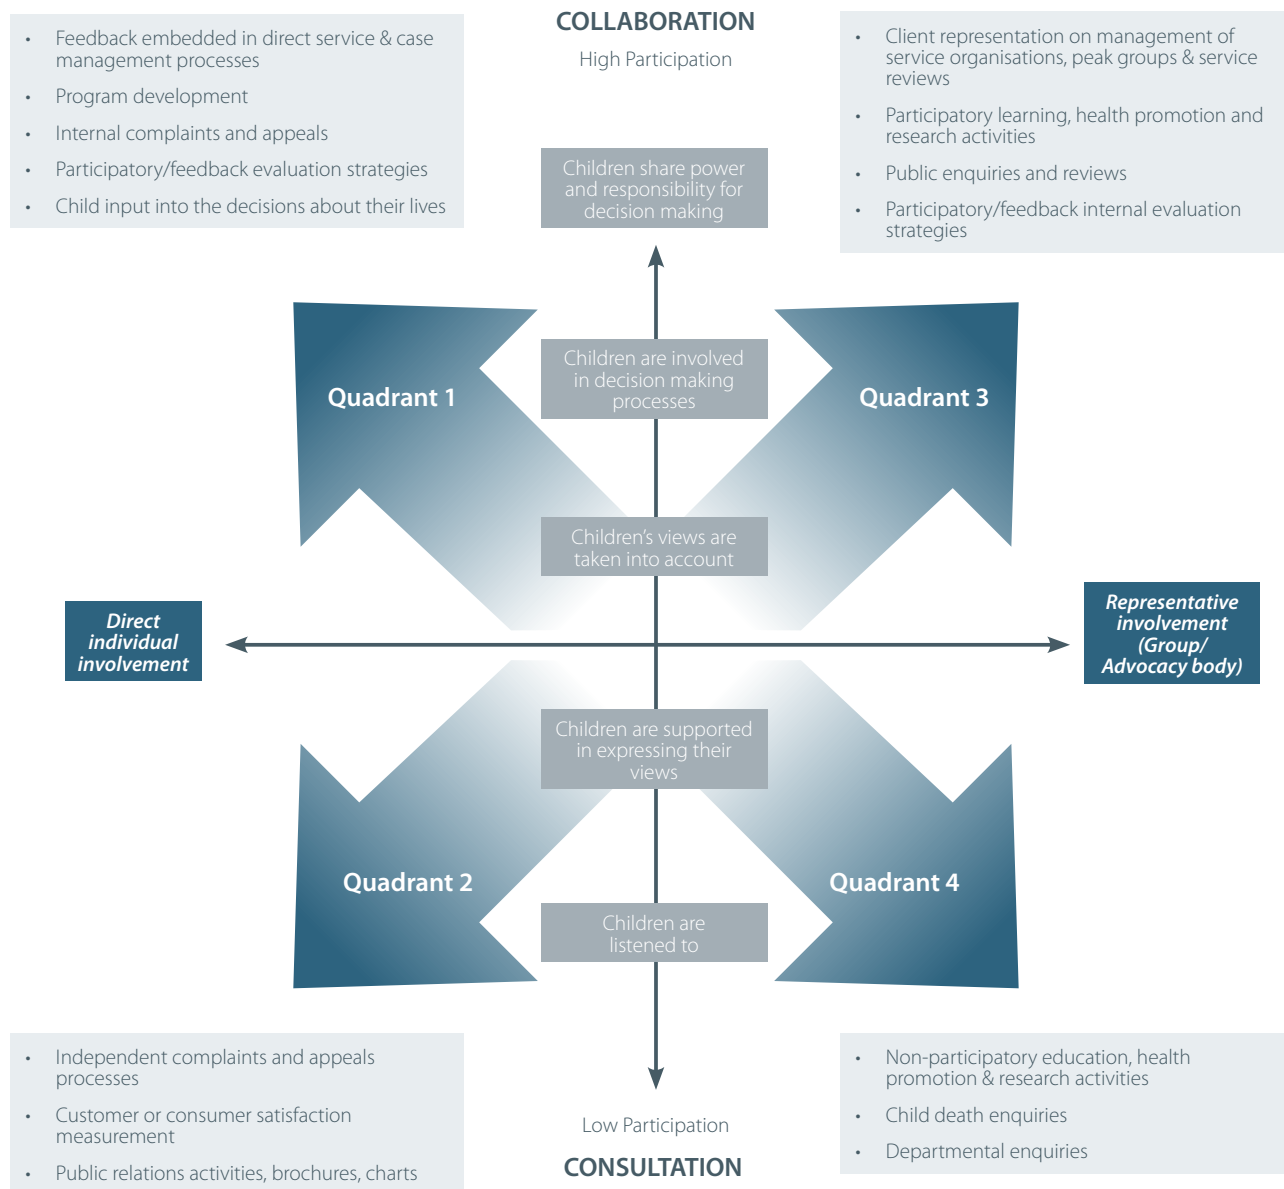 • Feedback embedded in direct service & case
management processes
• Program development
• Internal complaints and appeals
• Participatory/feedback evaluation strategies
• Child input into the decisions about their lives
COLLABORATION
High Participation
• Client representation on management of
service organisations, peak groups & service
reviews
• Participatory learning, health promotion and
research activities
• Public enquiries and reviews
• Participatory/feedback internal evaluation
strategies
Children share power
and responsibility for
decision making
Quadrant 1
Children are involved
in decision making
processes
Quadrant 3
Children's views are
taken into account
Direct
individual
involvement
Representative
involvement
(Group/
Advocacy body)
Children are supported
in expressing their
views
Quadrant 2
Quadrant 4
Children are
listened to
• Independent complaints and appeals
processes
• Customer or consumer satisfaction
measurement
• Public relations activities, brochures, charts
Low Participation
CONSULTATION
• Non-participatory education, health
promotion & research activities
• Child death enquiries
• Departmental enquiries